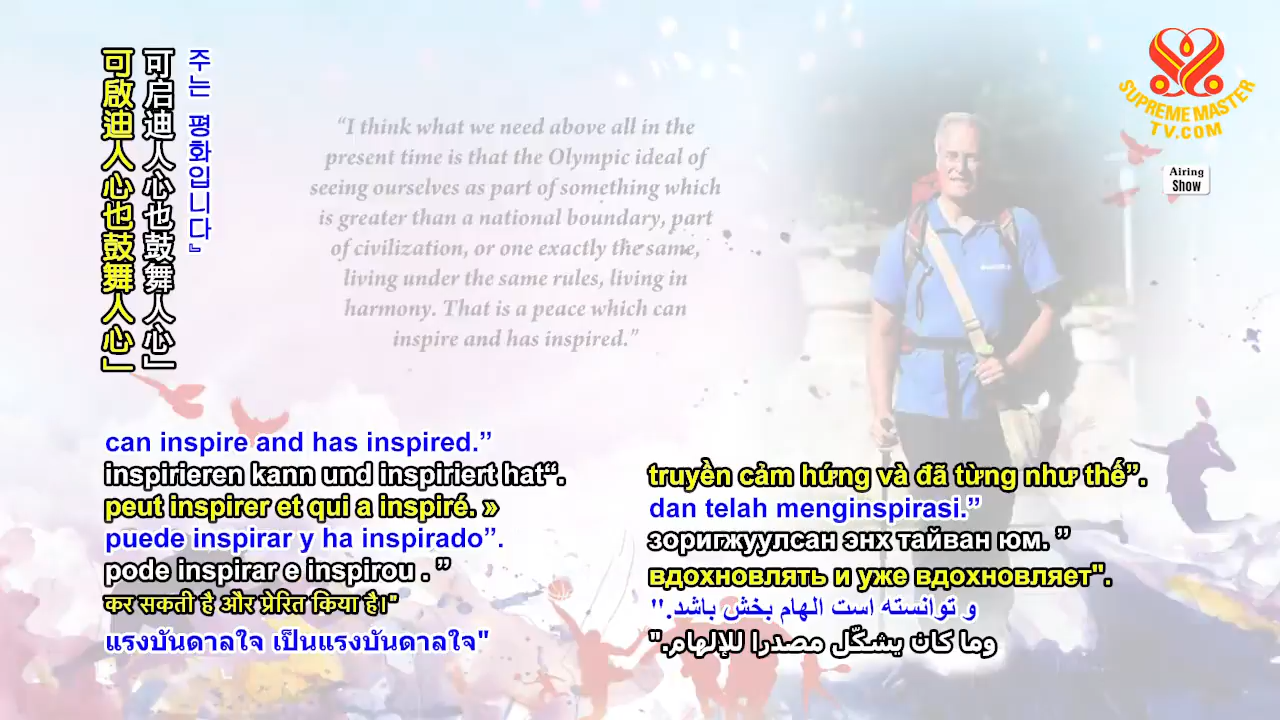 주는 평화입니다』
可启迪人心也鼓舞人心」
可啟迪人心也鼓舞人心」
“I think what we need above all in the
present time is that the Olympic ideal of
seeing ourselves as part of something which
is greater than a national boundary, part
of civilization, or one exactly the same,
living under the same rules, living in
harmony. That is a peace which can
inspire and has inspired.”
SUPREME MASTER
TV.COM
Airing
Show
can inspire and has inspired.”
inspirieren kann und inspiriert hat“.
peut inspirer et qui a inspiré. »
puede inspirar y ha inspirado”.
pode inspirar e inspirou . ”
कर सकती है और प्रेरित किया है।"
แรงบันดาลใจ เป็นแรงบันดาลใจ"
truyền cảm hứng và đã từng như thế”.
dan telah menginspirasi.”
зоригжуулсан энх тайван юм. ”
вдохновлять и уже вдохновляет".
و توانسته است الهام بخش باشد."
وما كان يشكّل مصدرا للإلهام."